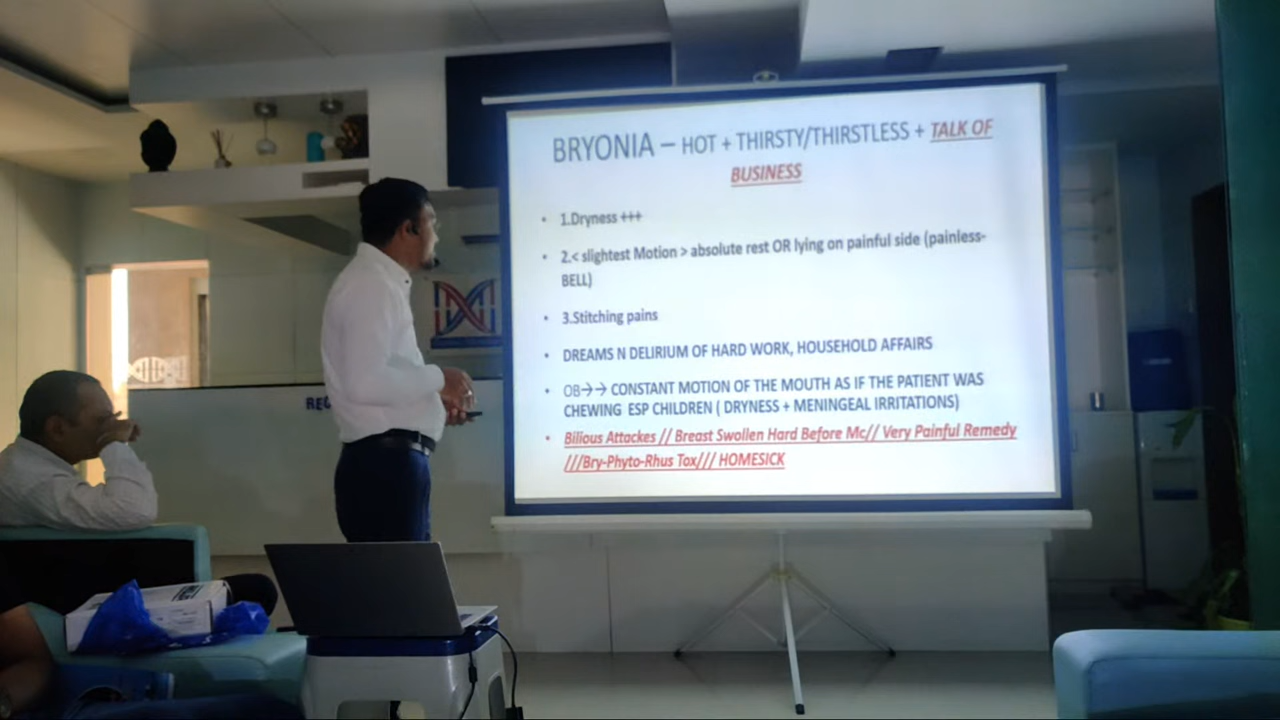 BRYONIA – HOT + THIRSTY/THIRSTLESS + TALK OF
BUSINESS
• 1.Dryness +++
• 2.< slightest Motion > absolute rest OR lying on painful side (painless-
BELL)
• 3.Stitching pains
• DREAMS N DELIRIUM OF HARD WORK, HOUSEHOLD AFFAIRS
• OB→→ CONSTANT MOTION OF THE MOUTH AS IF THE PATIENT WAS
CHEWING ESP CHILDREN ( DRYNESS + MENINGEAL IRRITATIONS)
• Bilious Attackes // Breast Swollen Hard Before Mc// Very Painful Remedy
///Bry-Phyto-Rhus Tox/// HOMESICK